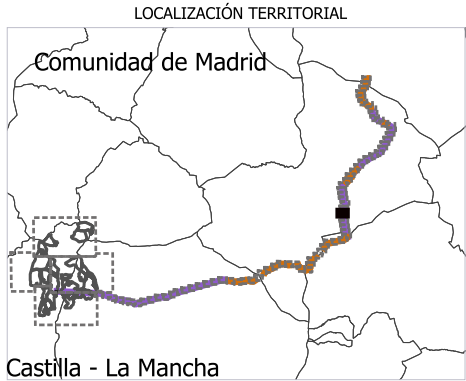 LOCALIZACIÓN TERRITORIAL
Comunidad de Madrid
Castilla - La Mancha